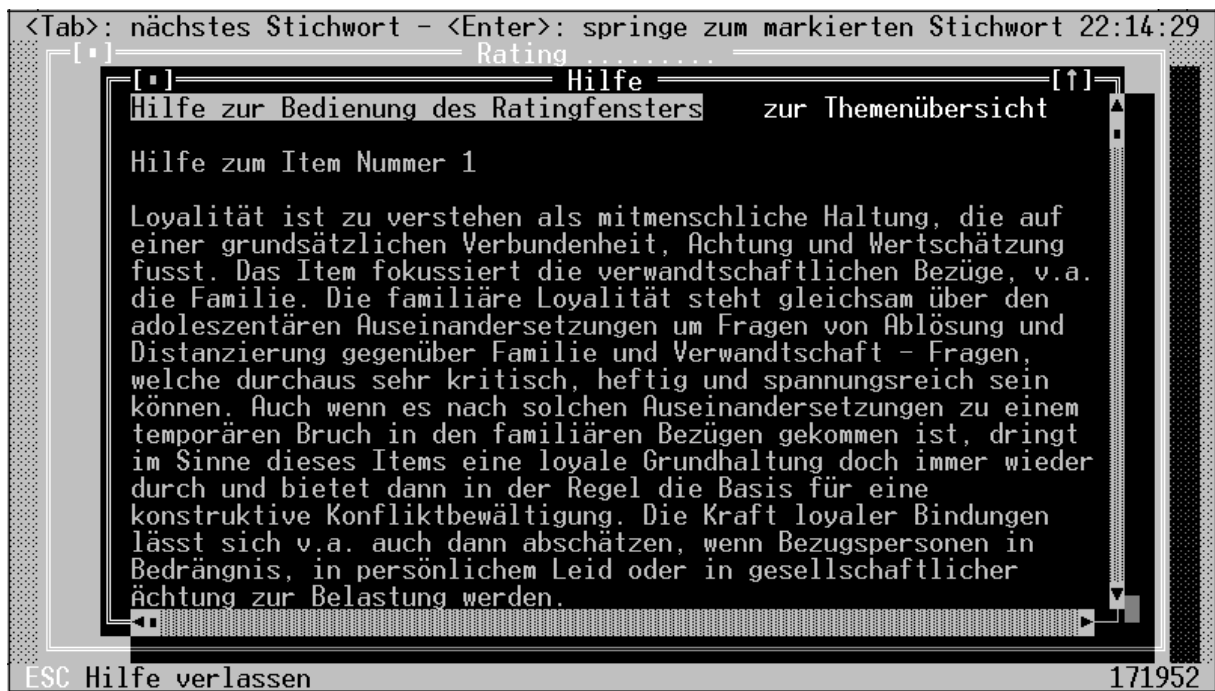 <Tab>: nächstes Stichwort – <Enter>: springe zum markierten Stichwort 22:14:29
Rating .........
Hilfe
Hilfe zur Bedienung des Ratingfensters zur Themenübersicht
Hilfe zum Item Nummer 1
Loyalität ist zu verstehen als mitmenschliche Haltung, die auf
einer grundsätzlichen Verbundenheit, Achtung und Wertschätzung
fusst. Das Item fokussiert die verwandtschaftlichen Bezüge, v.a.
die Familie. Die familiäre Loyalität steht gleichsam über den
adoleszentären Auseinandersetzungen um Fragen von Ablösung und
Distanzierung gegenüber Familie und Verwandtschaft – Fragen,
welche durchaus sehr kritisch, heftig und spannungsreich sein
können. Auch wenn es nach solchen Auseinandersetzungen zu einem
temporären Bruch in den familiären Bezügen gekommen ist, dringt
im Sinne dieses Items eine loyale Grundhaltung doch immer wieder
durch und bietet dann in der Regel die Basis für eine
konstruktive Konfliktbewältigung. Die Kraft loyaler Bindungen
lässt sich v.a. auch dann abschätzen, wenn Bezugspersonen in
Bedrängnis, in persönlichem Leid oder in gesellschaftlicher
Ächtung zur Belastung werden.
ESC Hilfe verlassen 171952